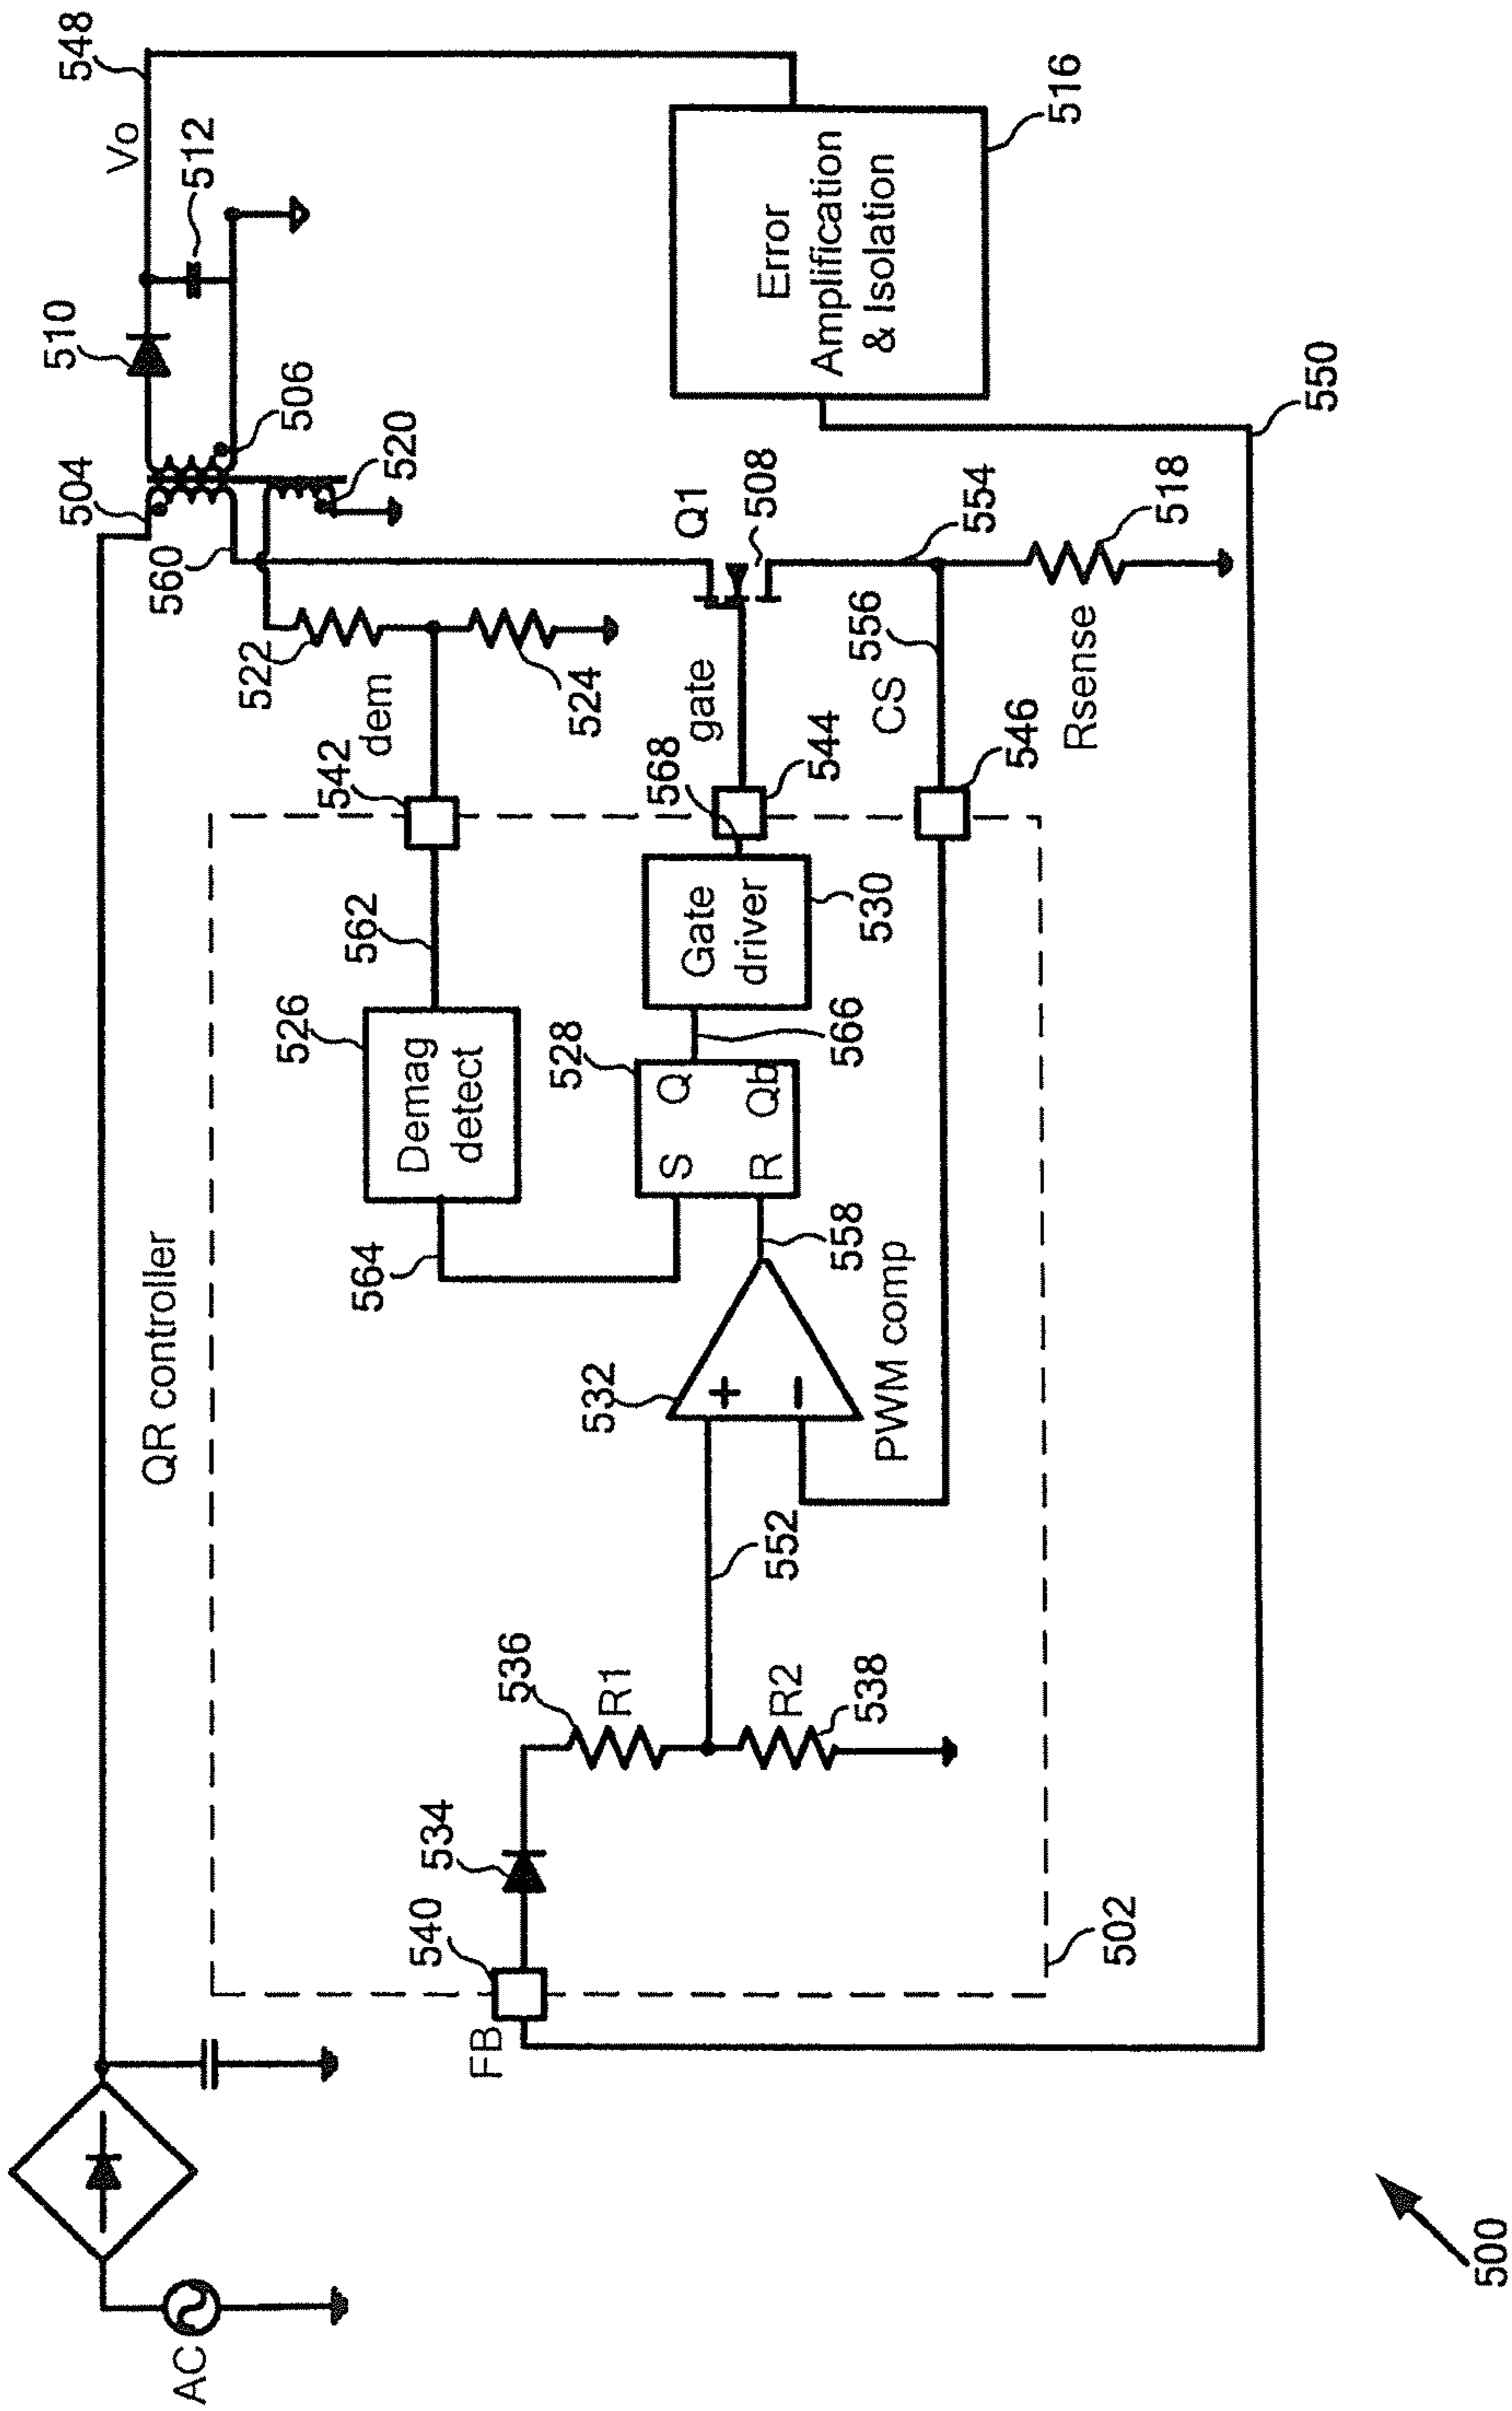 AC
540
FB
534
536
R1
R2
538
502
QR controller
552
532
PWM comp
558
564
526
Demag
detect
528
S
Q
R
Qb
566
562
Gate
driver
530
542
dem
568
544
gate
546
CS
556
522
524
560
504
506
520
510
512
Vo
548
Q1
508
554
518
Rsense
Error
Amplification
& Isolation
516
550
500